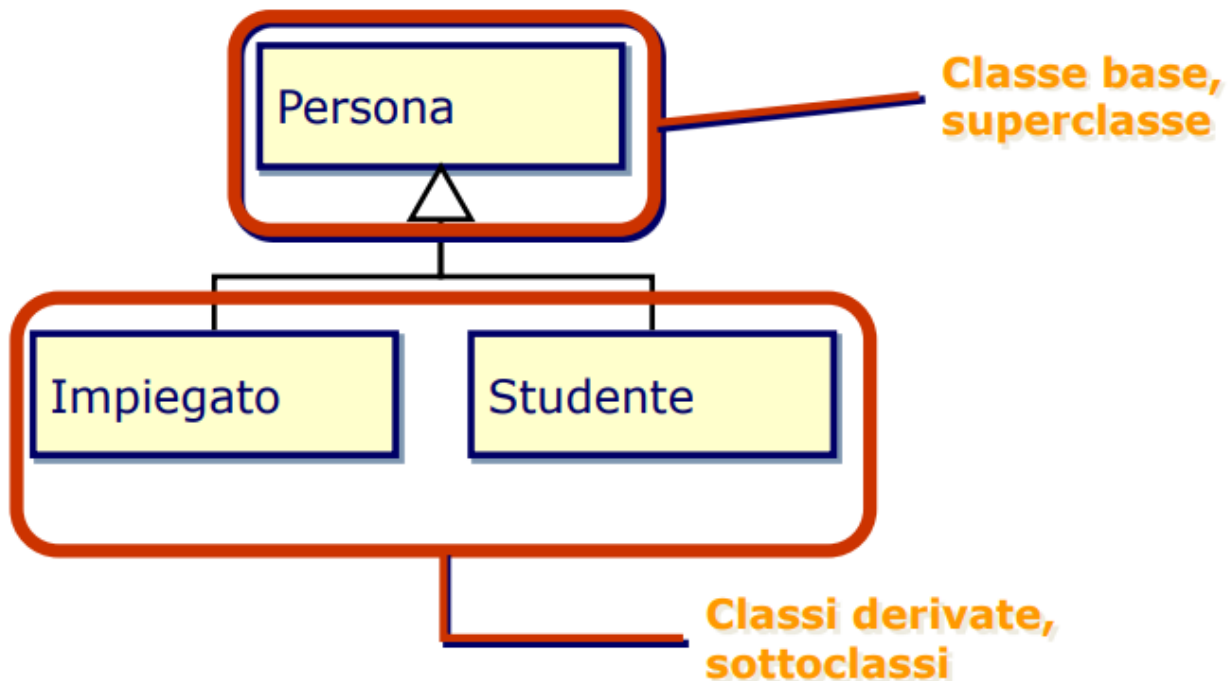 Persona
Classe base,
superclasse
Impiegato
Studente
Classi derivate,
sottoclassi